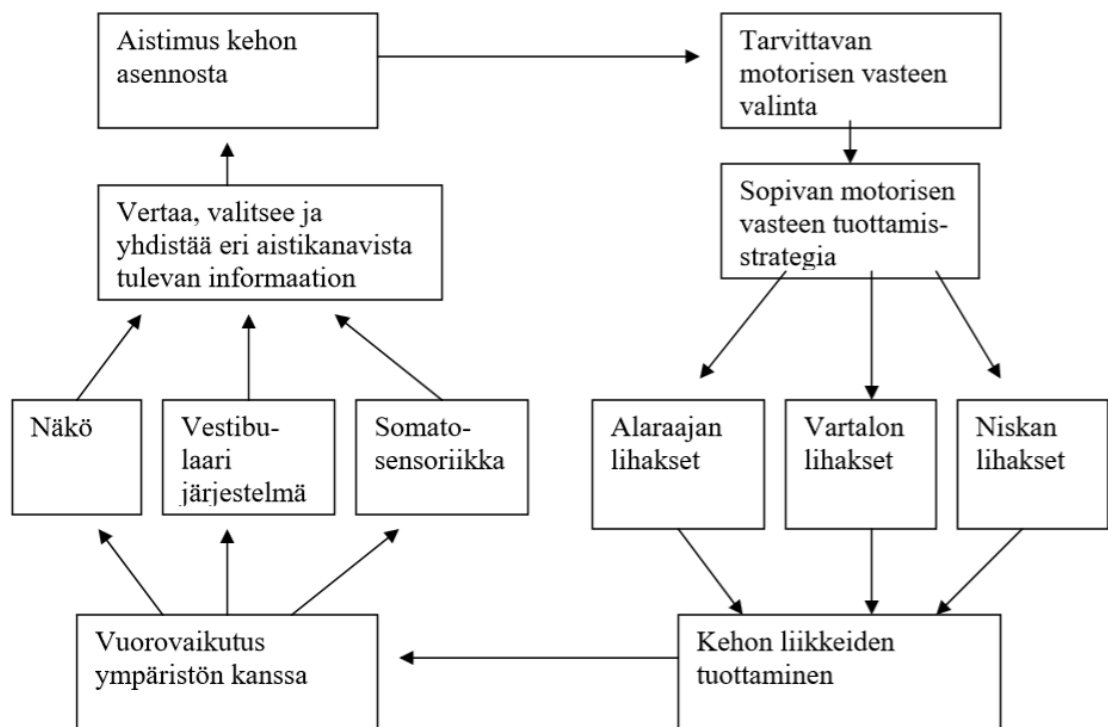 Aistimus kehon
asennosta
Tarvittavan
motorisen vasteen
valinta
Vertaa, valitsee ja
yhdistää eri aistikanavista
tulevan informaation
Sopivan motorisen
vasteen tuottamis-
strategia
Näkö
Vestibu-
laari
järjestelmä
Somato-
sensoriikka
Alaraajan
lihakset
Vartalon
lihakset
Niskan
lihakset
Vuorovaikutus
ympäristön kanssa
Kehon liikkeiden
tuottaminen